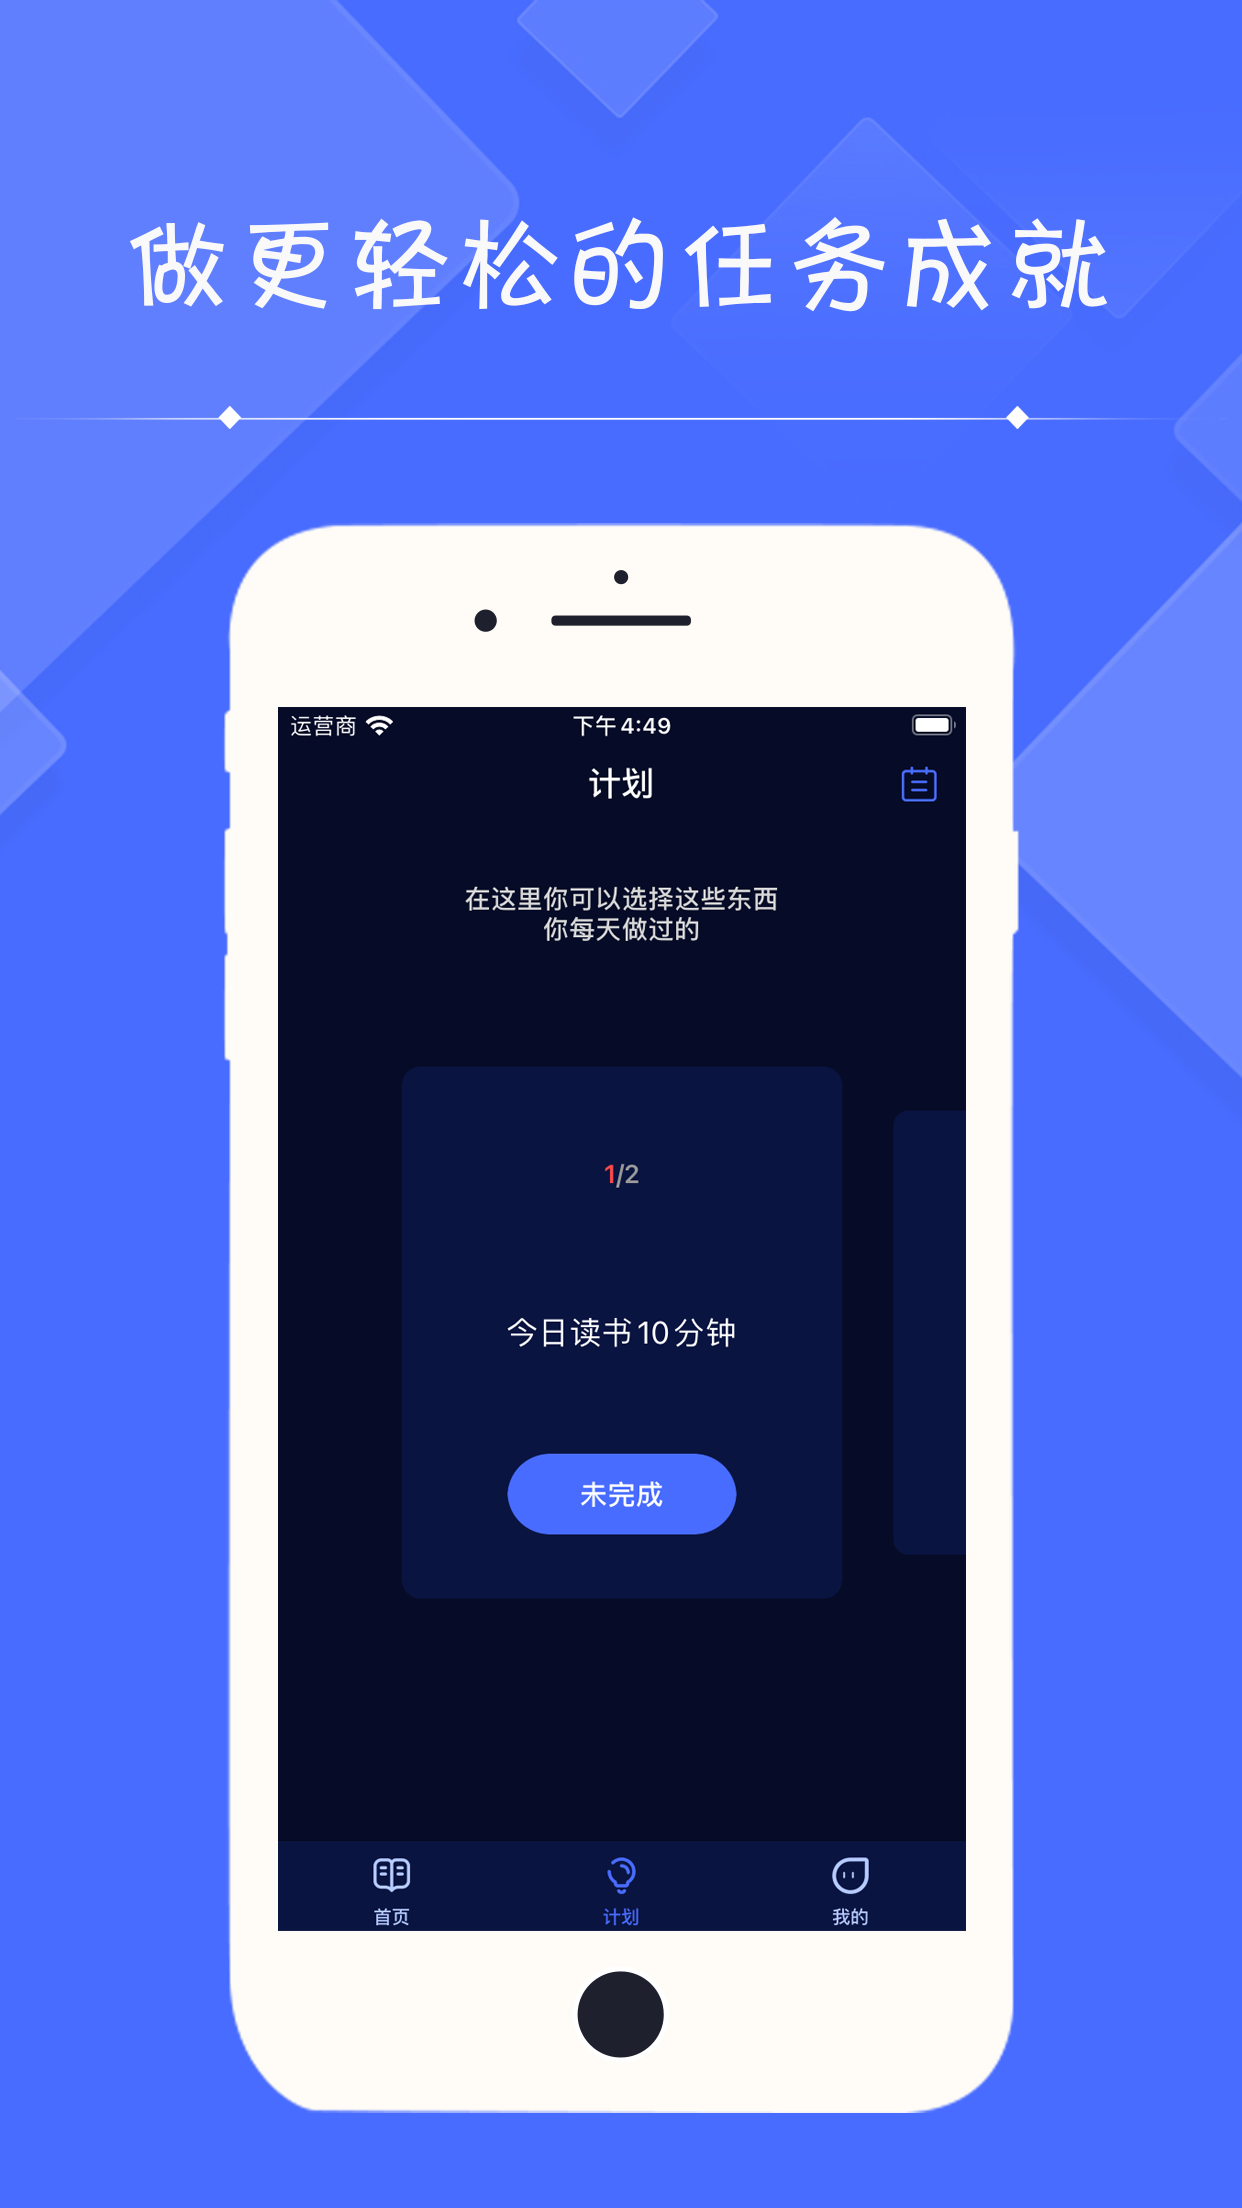 做更轻松的任务成就
运营商 下午4:49
计划
在这里你可以选择这些东西
你每天做过的
1/2
今日读书10分钟
未完成
首页 计划 我的